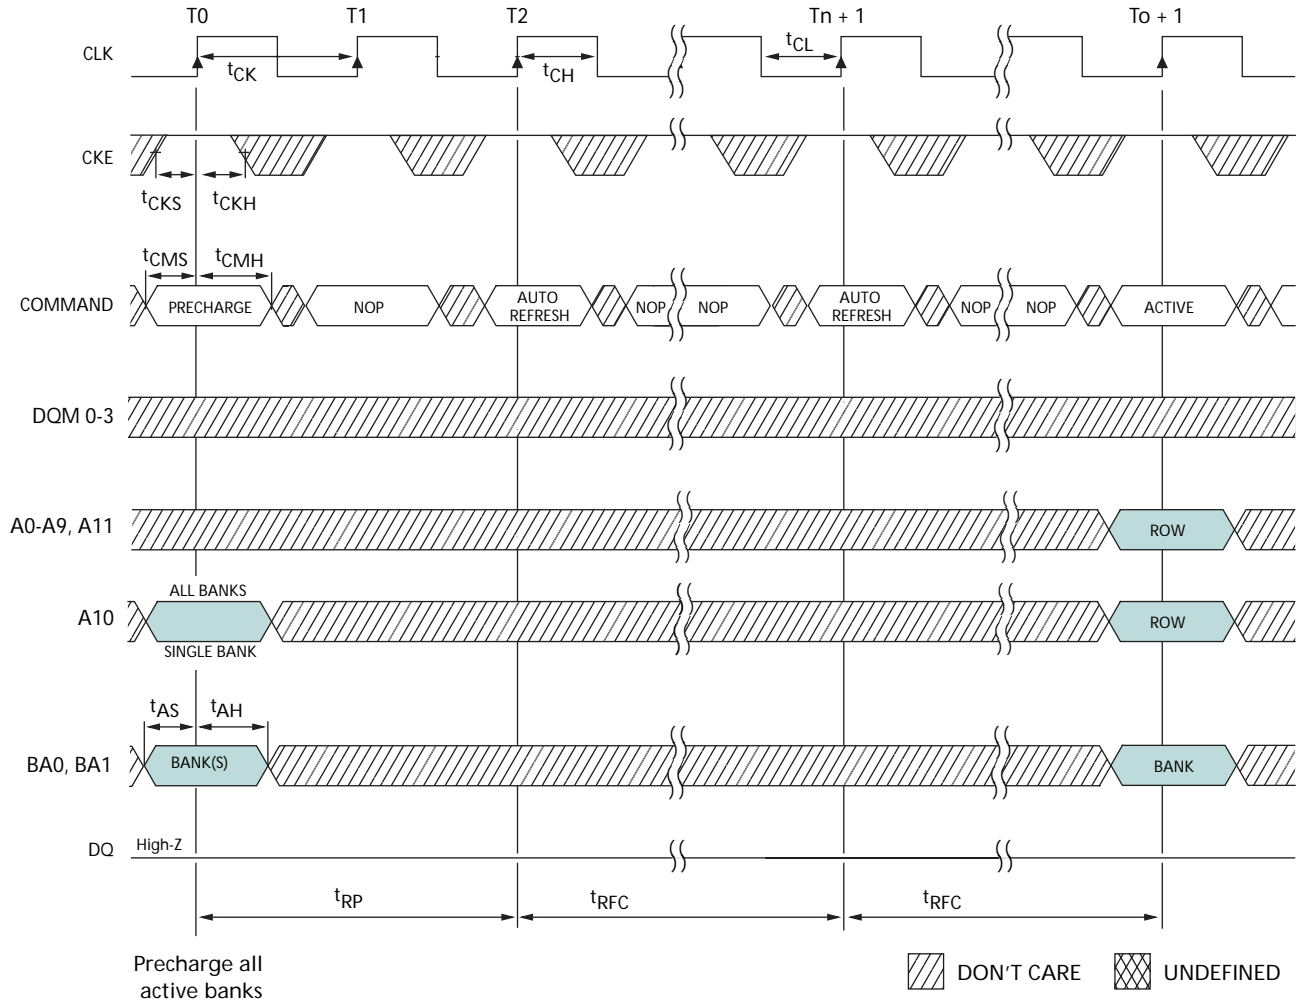 T0 T1 T2 Tn + 1 To + 1
CLK
tCK tCH tCL
CKE
tCKS tCKH
tCMS tCMH
COMMAND PRECHARGE NOP AUTO REFRESH NOP NOP AUTO REFRESH NOP NOP ACTIVE
DQM 0-3
A0-A9, A11 ROW
ALL BANKS
A10 ROW
SINGLE BANK
tAS tAH
BA0, BA1 BANK(S) BANK
DQ High-Z
tRP tRFC tRFC
Precharge all
active banks
DON'T CARE UNDEFINED